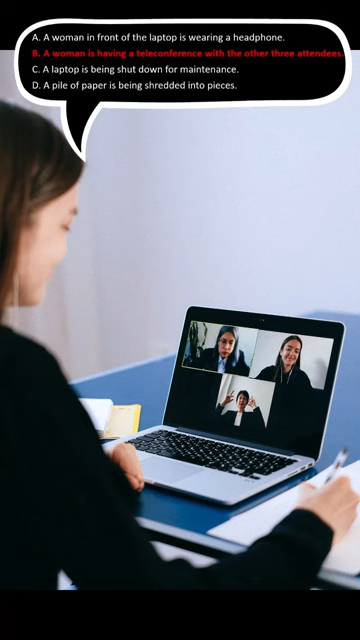 A. A woman in front of the laptop is wearing a headphone.
B. A woman is having a teleconference with the other three attendees.
C. A laptop is being shut down for maintenance.
D. A pile of paper is being shredded into pieces.